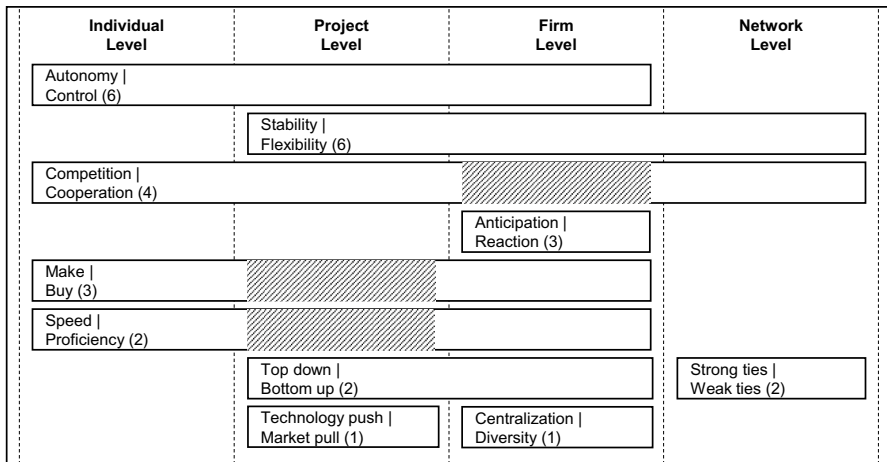 Individual
Level
Project
Level
Firm
Level
Network
Level
Autonomy |
Control (6)
Stability |
Flexibility (6)
Competition |
Cooperation (4)
Anticipation |
Reaction (3)
Make |
Buy (3)
Speed |
Proficiency (2)
Top down |
Bottom up (2)
Strong ties |
Weak ties (2)
Technology push |
Market pull (1)
Centralization |
Diversity (1)